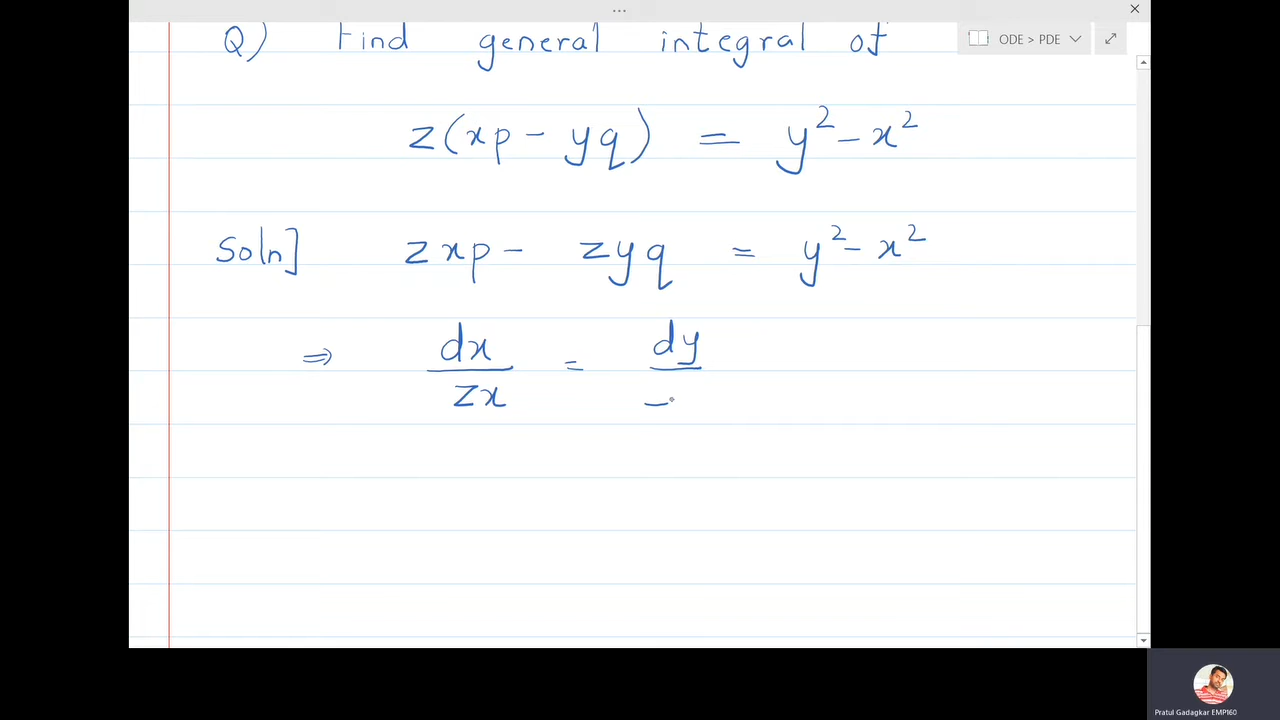 ...
ODE > PDE
Q) Find general integral of
z(xp - yq) = y² - x²
Soln] zxp - zyq = y² - x²
⇒ dx/zx = dy/-
Pratul Gadagkar EMP160